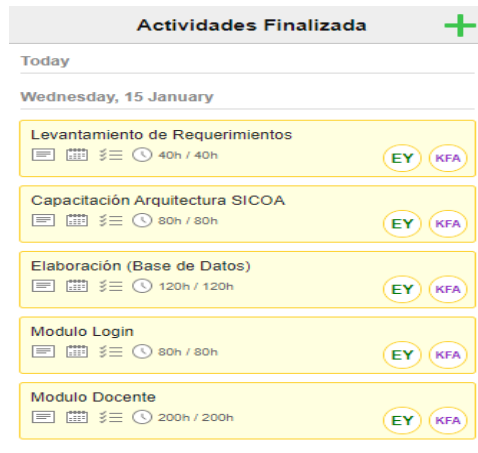 Actividades Finalizada
Today
Wednesday, 15 January
Levantamiento de Requerimientos
40h / 40h EY KFA
Capacitación Arquitectura SICOA
80h / 80h EY KFA
Elaboración (Base de Datos)
120h / 120h EY KFA
Modulo Login
80h / 80h EY KFA
Modulo Docente
200h / 200h EY KFA